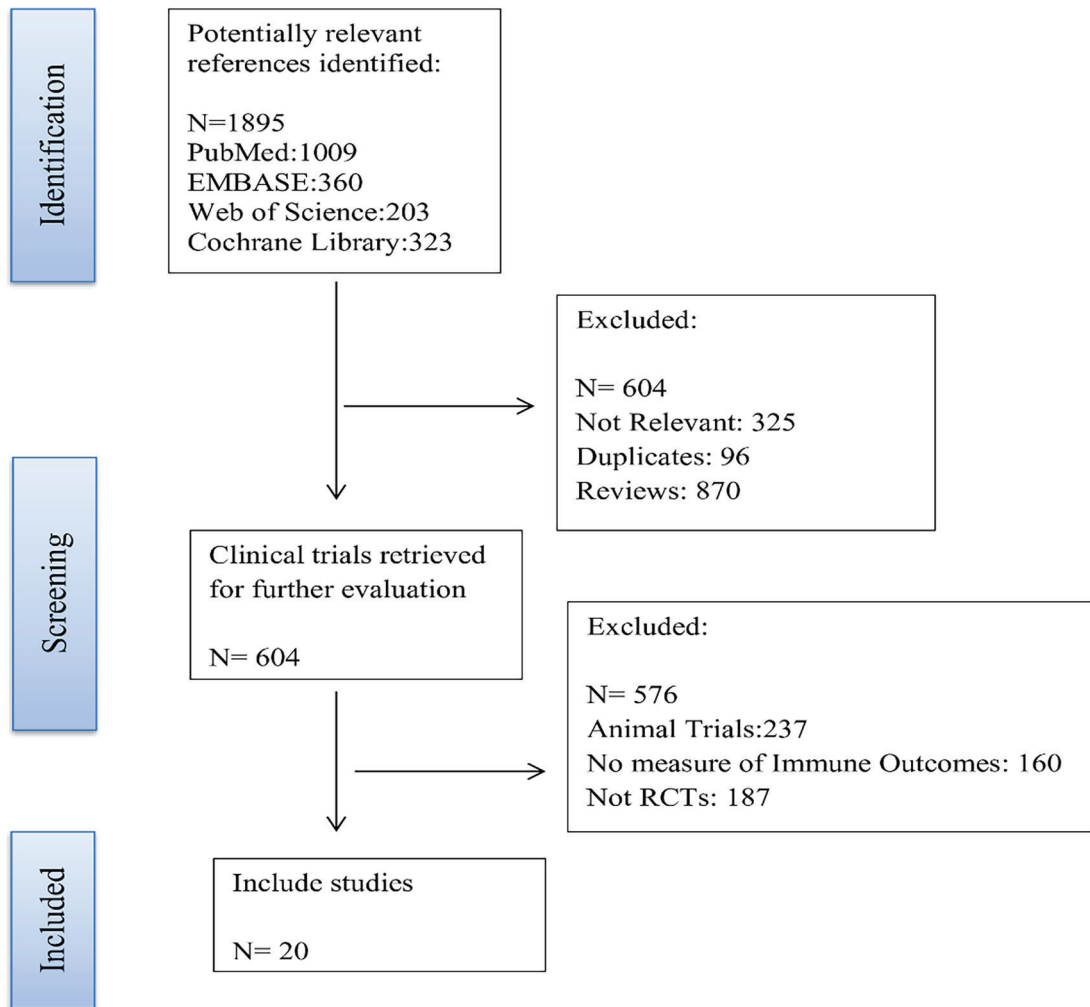 Identification
Potentially relevant
references identified:
N=1895
PubMed:1009
EMBASE:360
Web of Science:203
Cochrane Library:323
Excluded:
N= 604
Not Relevant: 325
Duplicates: 96
Reviews: 870
Screening
Clinical trials retrieved
for further evaluation
N= 604
Excluded:
N= 576
Animal Trials:237
No measure of Immune Outcomes: 160
Not RCTs: 187
Included
Include studies
N= 20